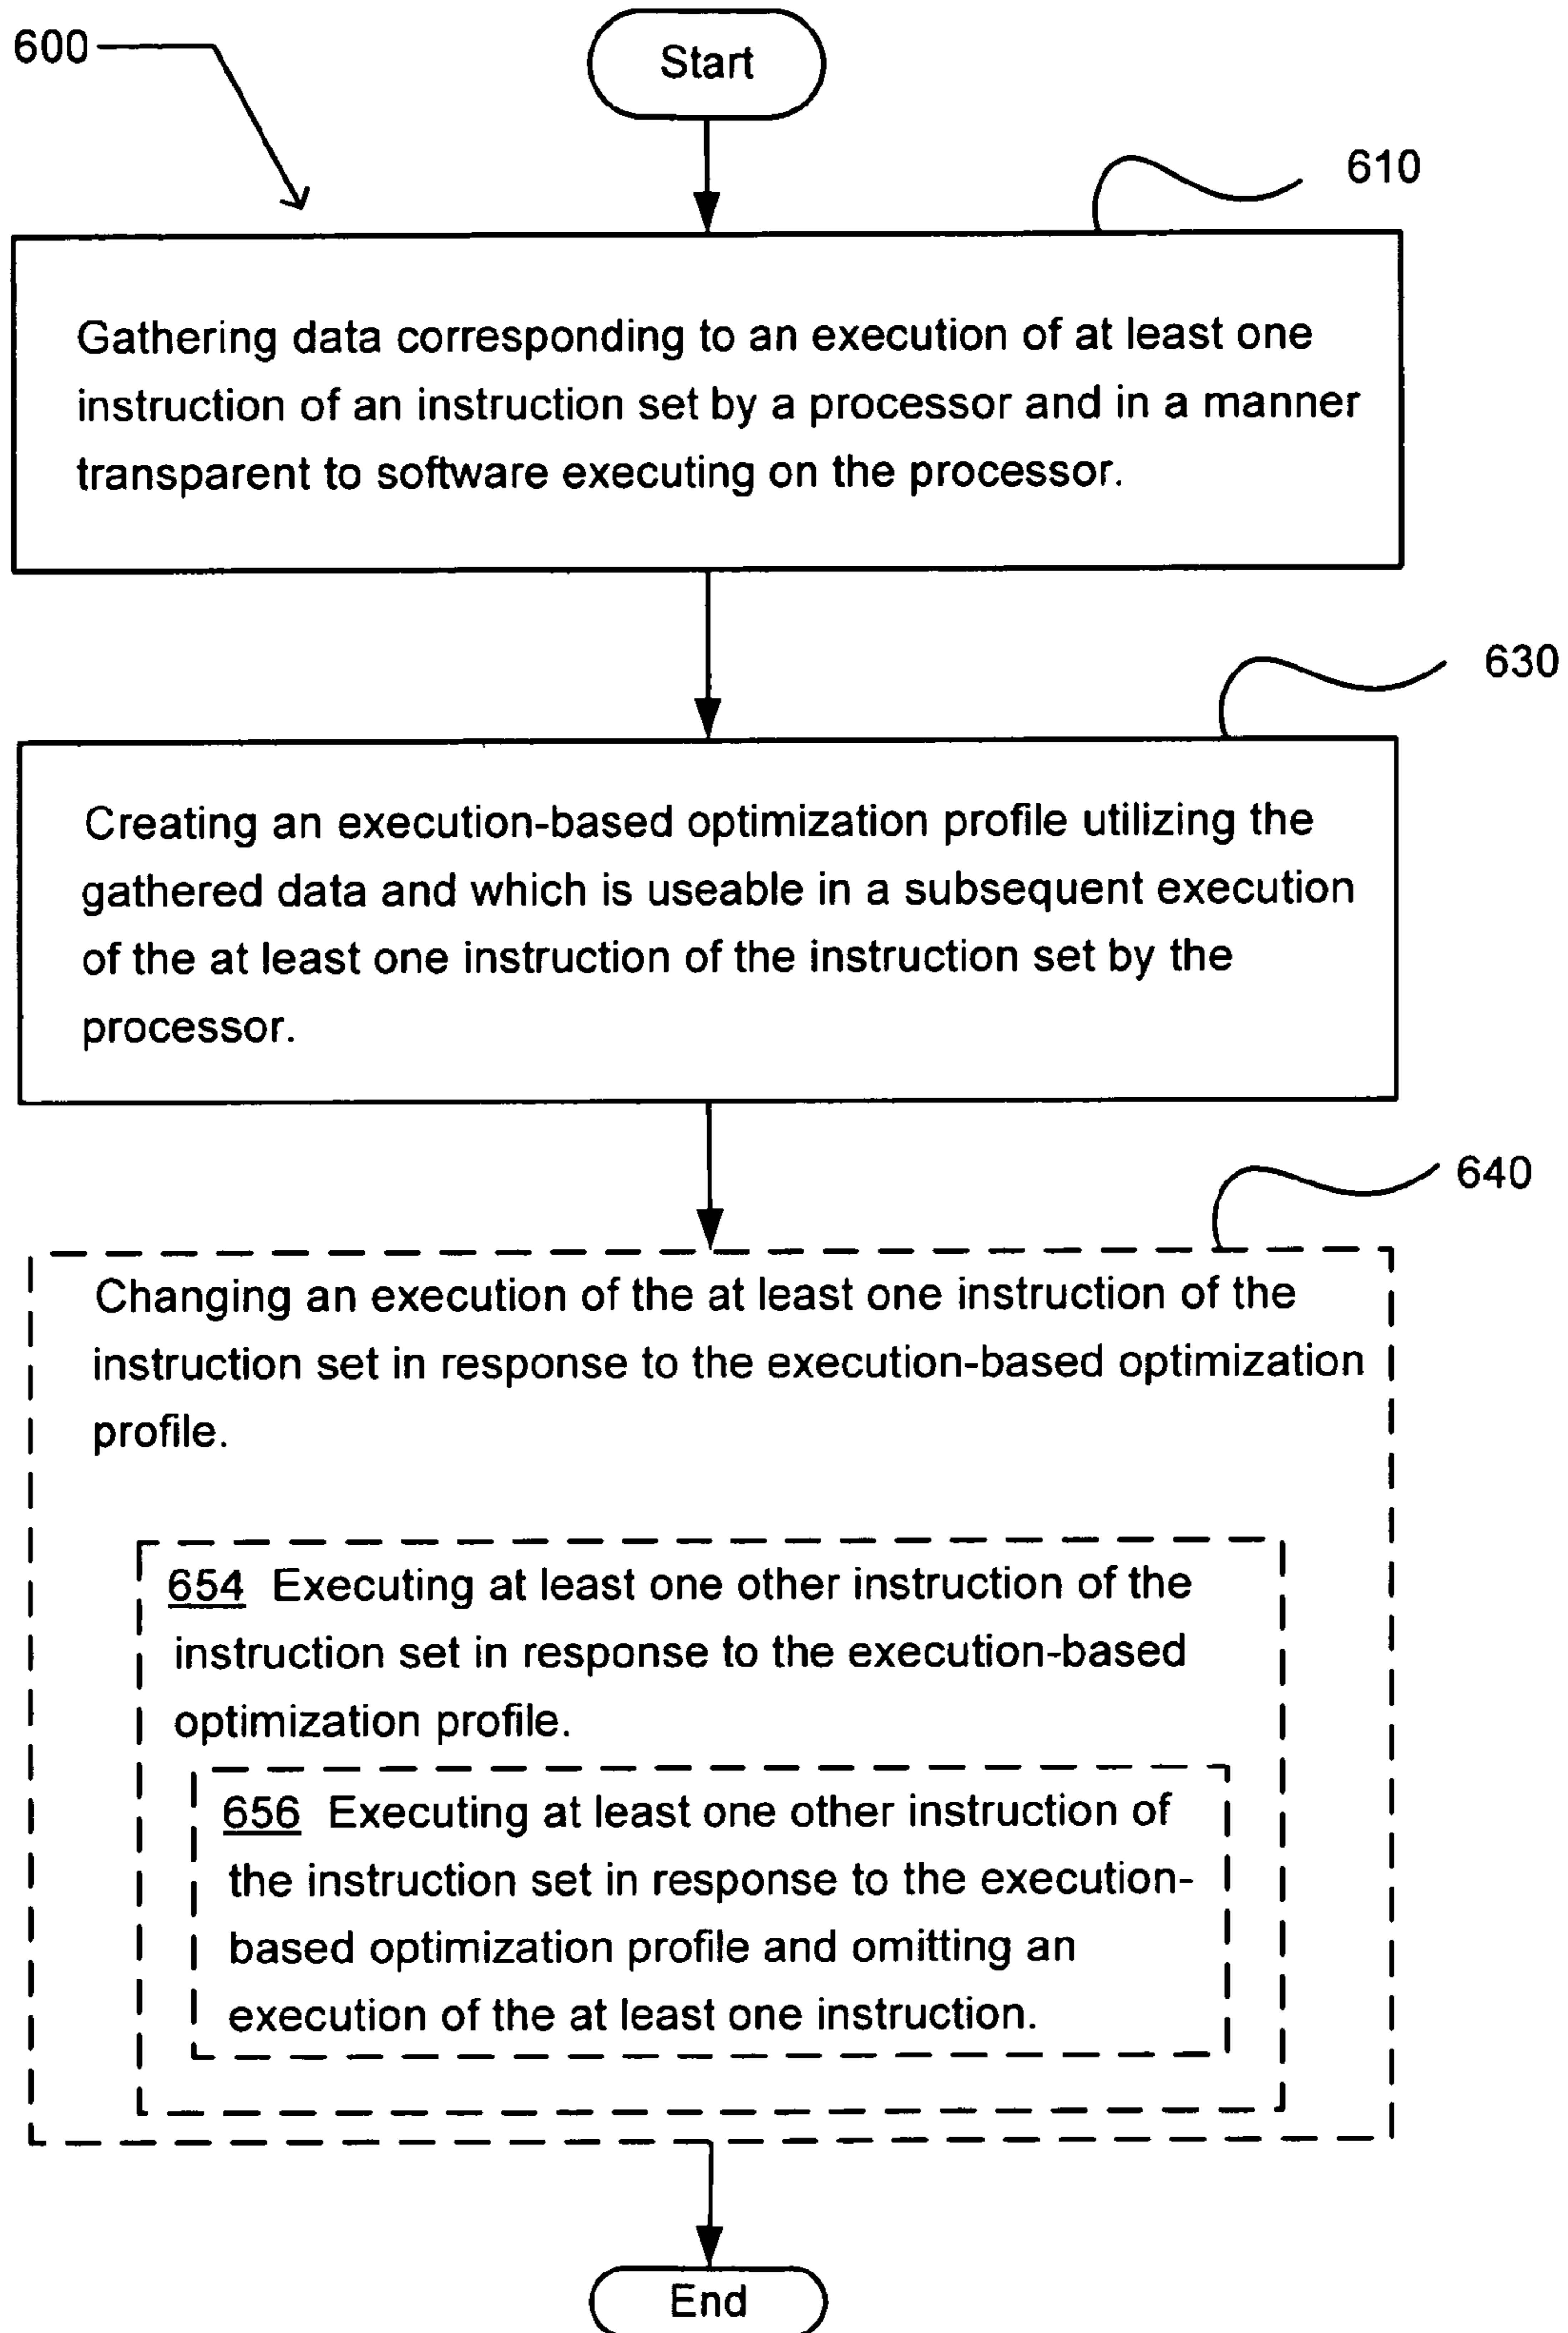 600
Start
610
Gathering data corresponding to an execution of at least one
instruction of an instruction set by a processor and in a manner
transparent to software executing on the processor.
630
Creating an execution-based optimization profile utilizing the
gathered data and which is useable in a subsequent execution
of the at least one instruction of the instruction set by the
processor.
640
Changing an execution of the at least one instruction of the
instruction set in response to the execution-based optimization
profile.
654 Executing at least one other instruction of the
instruction set in response to the execution-based
optimization profile.
656 Executing at least one other instruction of
the instruction set in response to the execution-
based optimization profile and omitting an
execution of the at least one instruction.
End